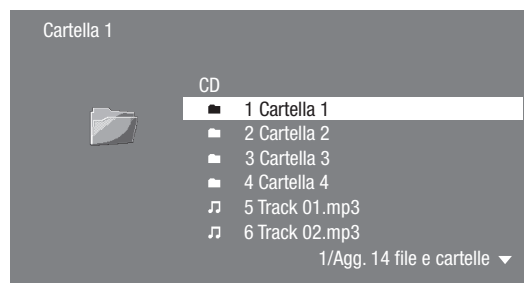 Cartella 1
CD
1 Cartella 1
2 Cartella 2
3 Cartella 3
4 Cartella 4
5 Track 01.mp3
6 Track 02.mp3
1/Agg. 14 file e cartelle